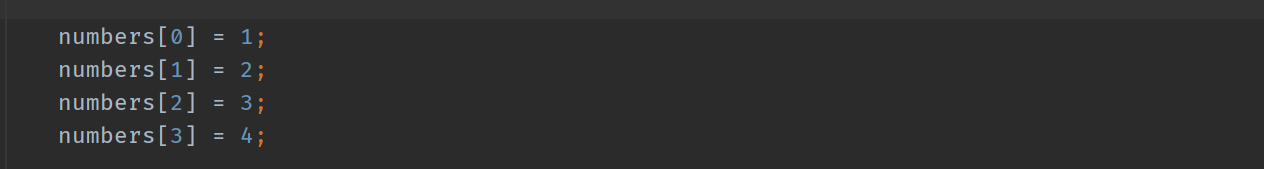 numbers[0] = 1;
numbers[1] = 2;
numbers[2] = 3;
numbers[3] = 4;